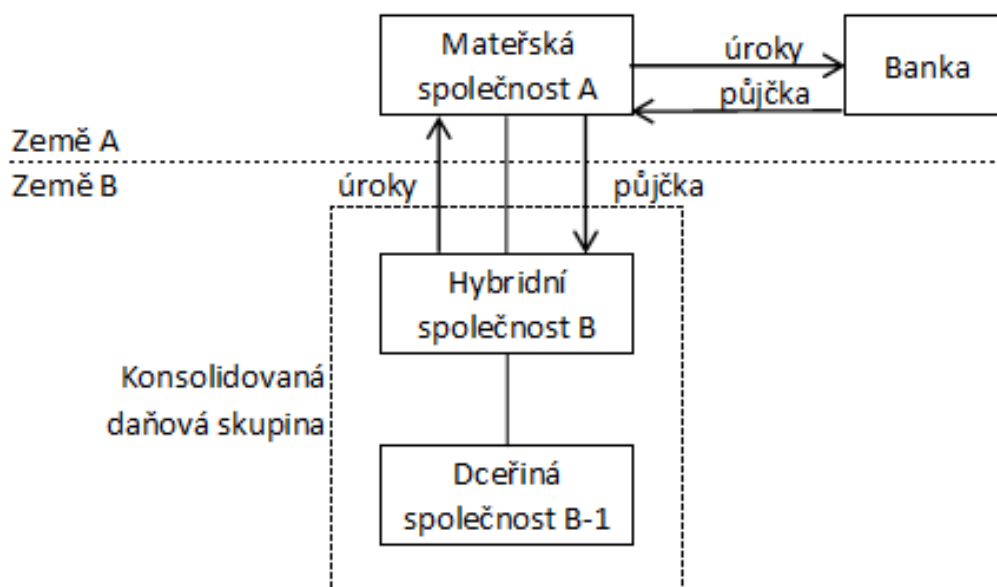 Mateřská
společnost A
úroky
půjčka
Banka
Země A
Země B
úroky
půjčka
Hybridní
společnost B
Konsolidovaná
daňová skupina
Dceřiná
společnost B-1